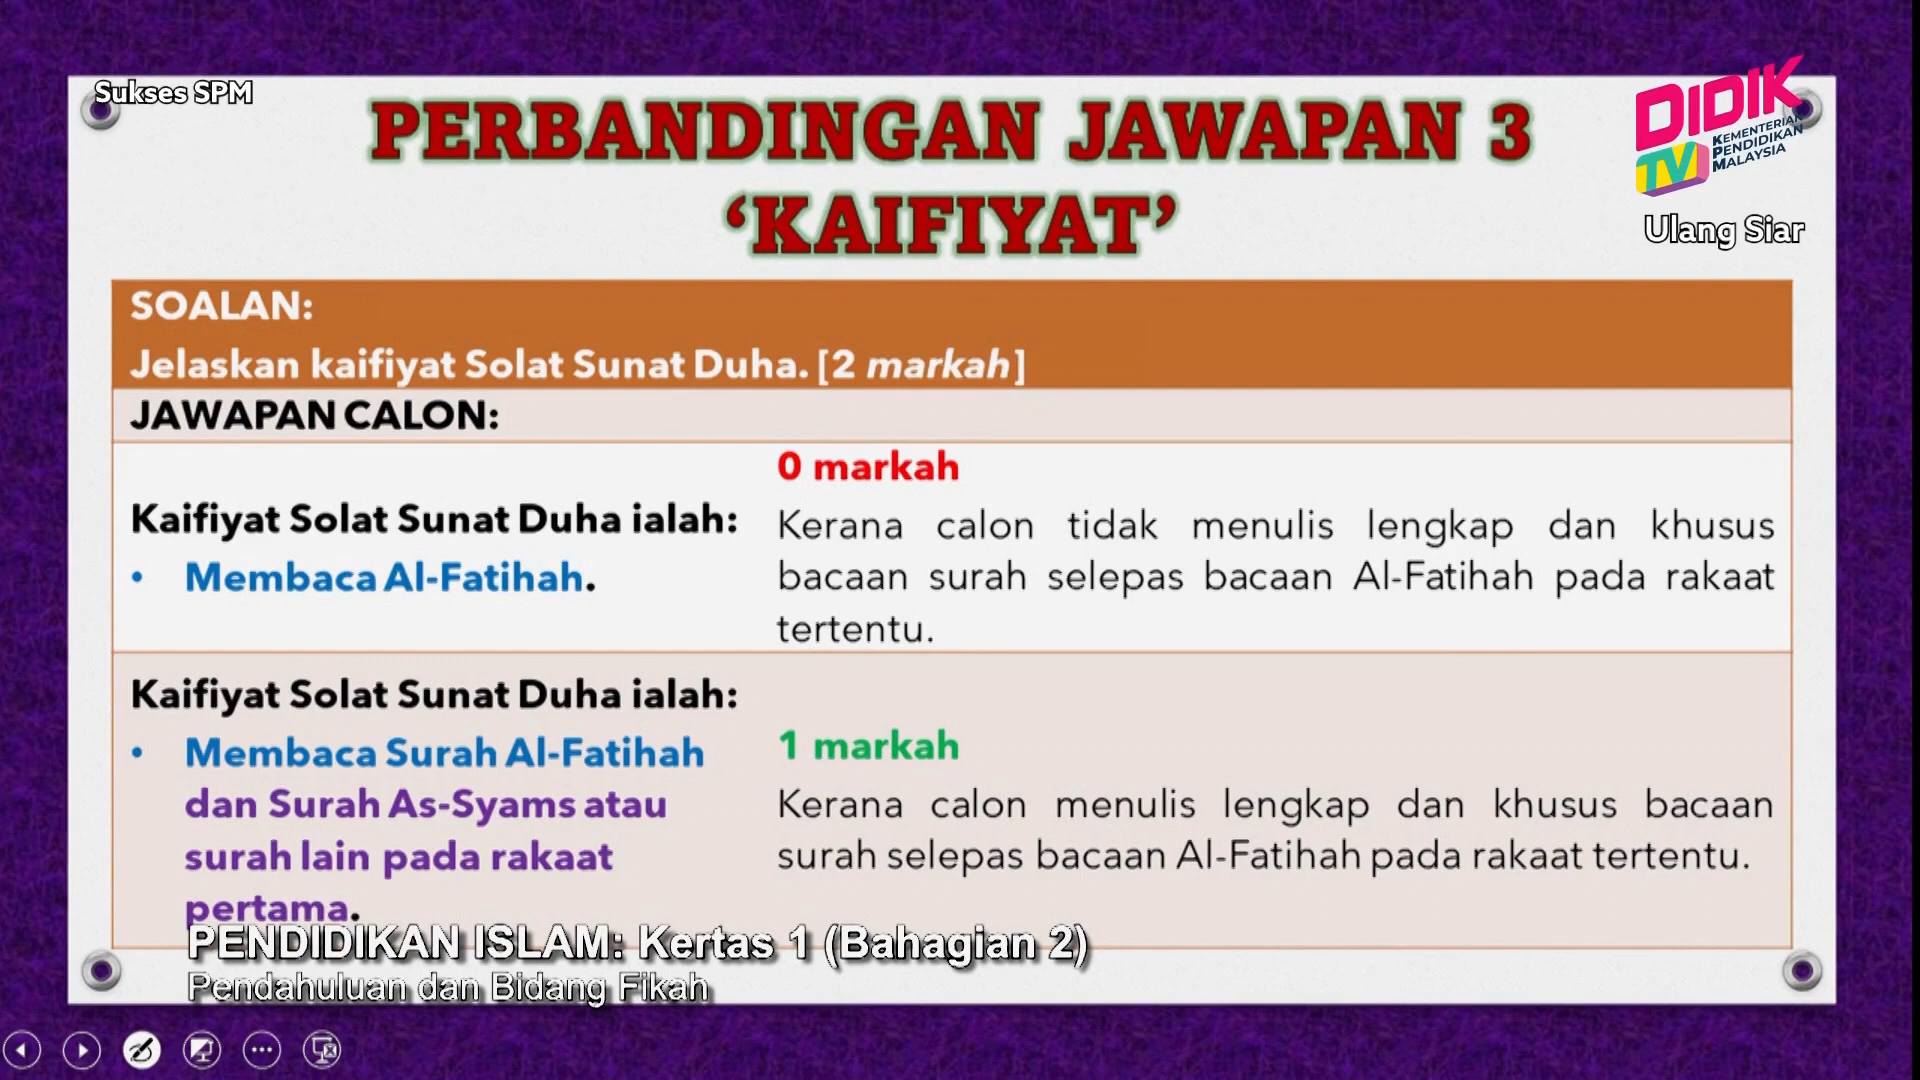 Sukses SPM
PERBANDINGAN JAWAPAN 3
‘KAIFIYAT’
DIDIK
TV
KEMENTERIAN
PENDIDIKAN
MALAYSIA
Ulang Siar
SOALAN:
Jelaskan kaifiyat Solat Sunat Duha. [2 markah]
JAWAPAN CALON:
Kaifiyat Solat Sunat Duha ialah:
• Membaca Al-Fatihah.
0 markah
Kerana calon tidak menulis lengkap dan khusus
bacaan surah selepas bacaan Al-Fatihah pada rakaat
tertentu.
Kaifiyat Solat Sunat Duha ialah:
• Membaca Surah Al-Fatihah
dan Surah As-Syams atau
surah lain pada rakaat
pertama.
1 markah
Kerana calon menulis lengkap dan khusus bacaan
surah selepas bacaan Al-Fatihah pada rakaat tertentu.
PENDIDIKAN ISLAM: Kertas 1 (Bahagian 2)
Pendahuluan dan Bidang Fikah